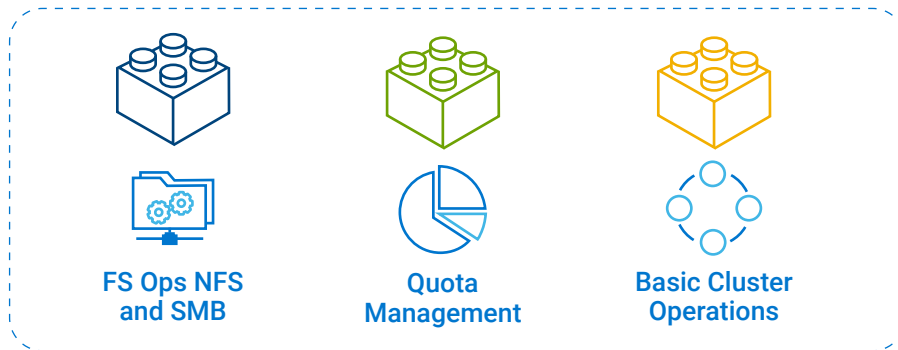 FS Ops NFS
and SMB
Quota
Management
Basic Cluster
Operations